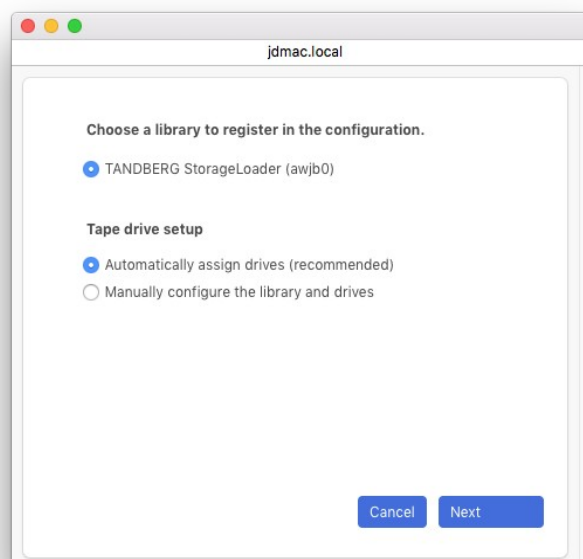 jdmac.local
Choose a library to register in the configuration.
TANDBERG StorageLoader (awjb0)
Tape drive setup
Automatically assign drives (recommended)
Manually configure the library and drives
Cancel Next